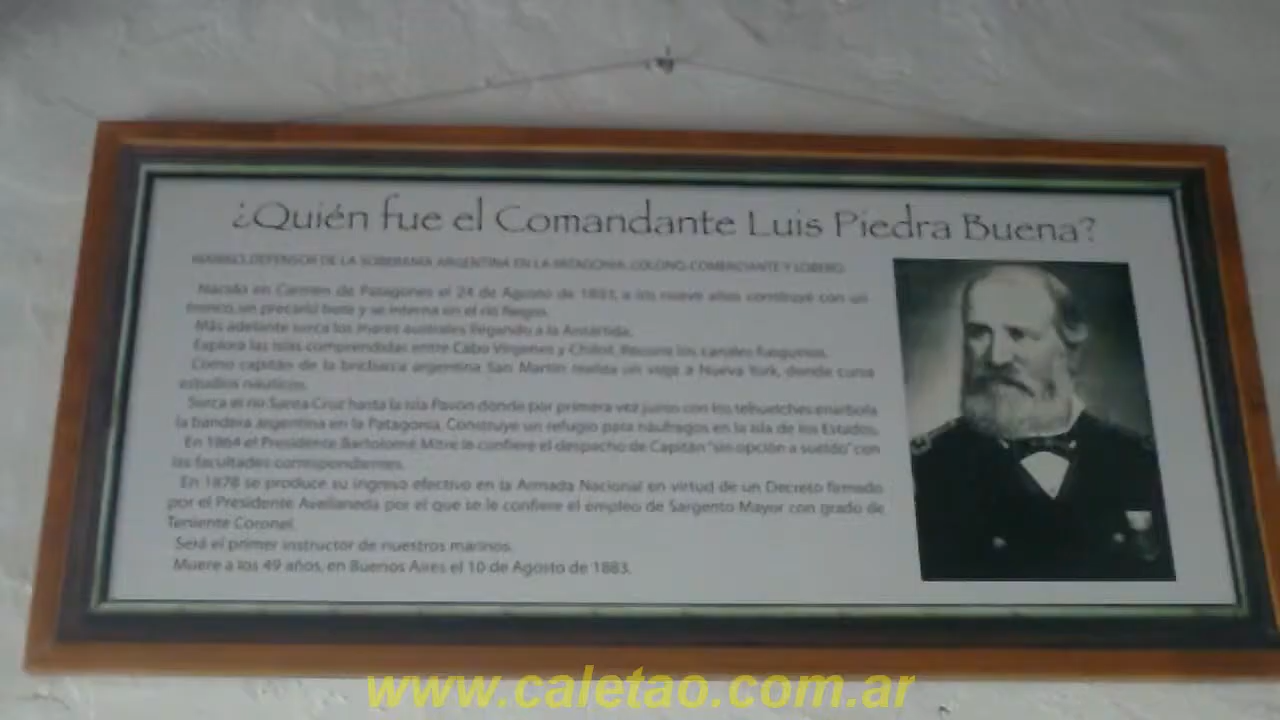 ¿Quién fue el Comandante Luis Piedra Buena?
MARINO, DEFENSOR DE LA SOBERANIA ARGENTINA EN LA PATAGONIA, COLONO, COMERCIANTE Y LOBERO
Nacido en Carmen de Patagones el 24 de Agosto de a los nueve años construye con un
tronco, un precario bote y se interna en el río Negro.
Más adelante surca los mares australes llegando a la Antártida.
Explora las islas comprendidas entre Cabo Vírgenes y Chiloé. Recorre los canales fueguinos.
Como capitán de la argentina San Martín realiza un viaje a Nueva York, donde cursa
estudios náuticos.
Surca el río Santa Cruz hasta la Isla Pavón donde por primera vez junto con los tehuelches enarbola
la bandera argentina en la Patagonia. Construye un refugio para náufragos en la Isla de los Estados.
En 1864 el Presidente Bartolomé Mitre le confiere el despacho de Capitán "sin opción a sueldo" con
las facultades correspondientes.
En 1878 se produce su ingreso efectivo en la Armada Nacional en virtud de un Decreto firmado
por el Presidente Avellaneda por el que se le confiere el empleo de Sargento Mayor con grado de
Teniente Coronel.
Será el primer instructor de nuestros marinos.
Muere a los 49 años, en Buenos Aires el 10 de Agosto de 1883.
www.caletao.com.ar